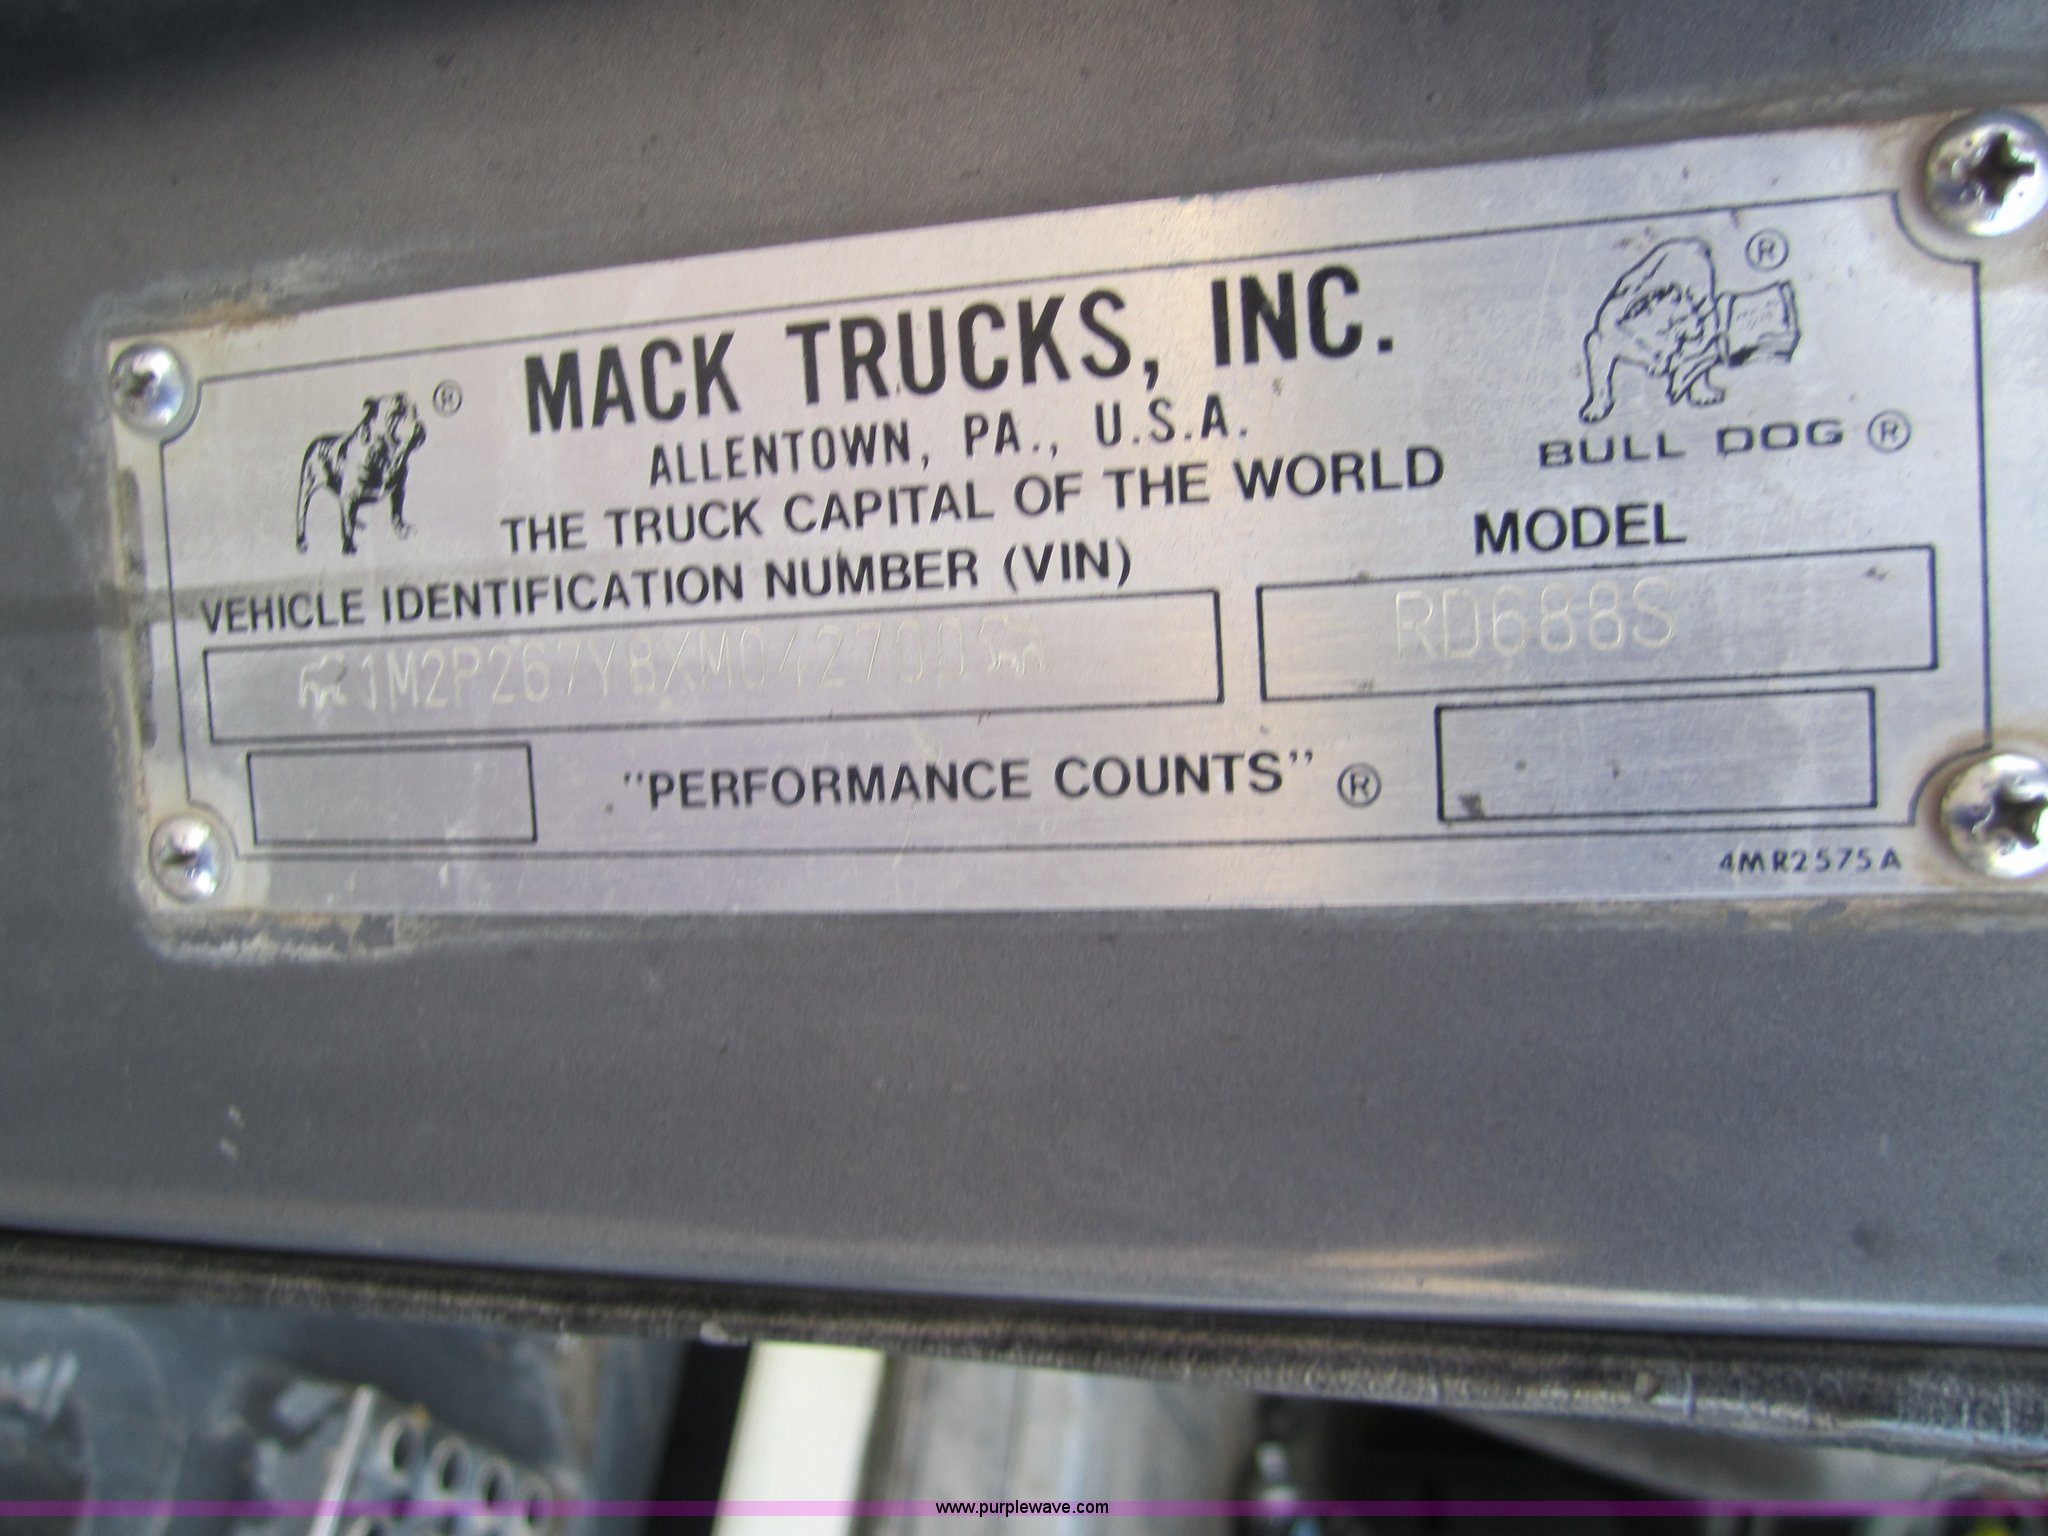 MACK TRUCKS, INC.
ALLENTOWN, PA., U.S.A.
THE TRUCK CAPITAL OF THE WORLD
®
®
BULL DOG ®
VEHICLE IDENTIFICATION NUMBER (VIN)
MODEL
1M2P267Y8XM042700
RD688S
"PERFORMANCE COUNTS" ®
4MR2575A
www.purplewave.com